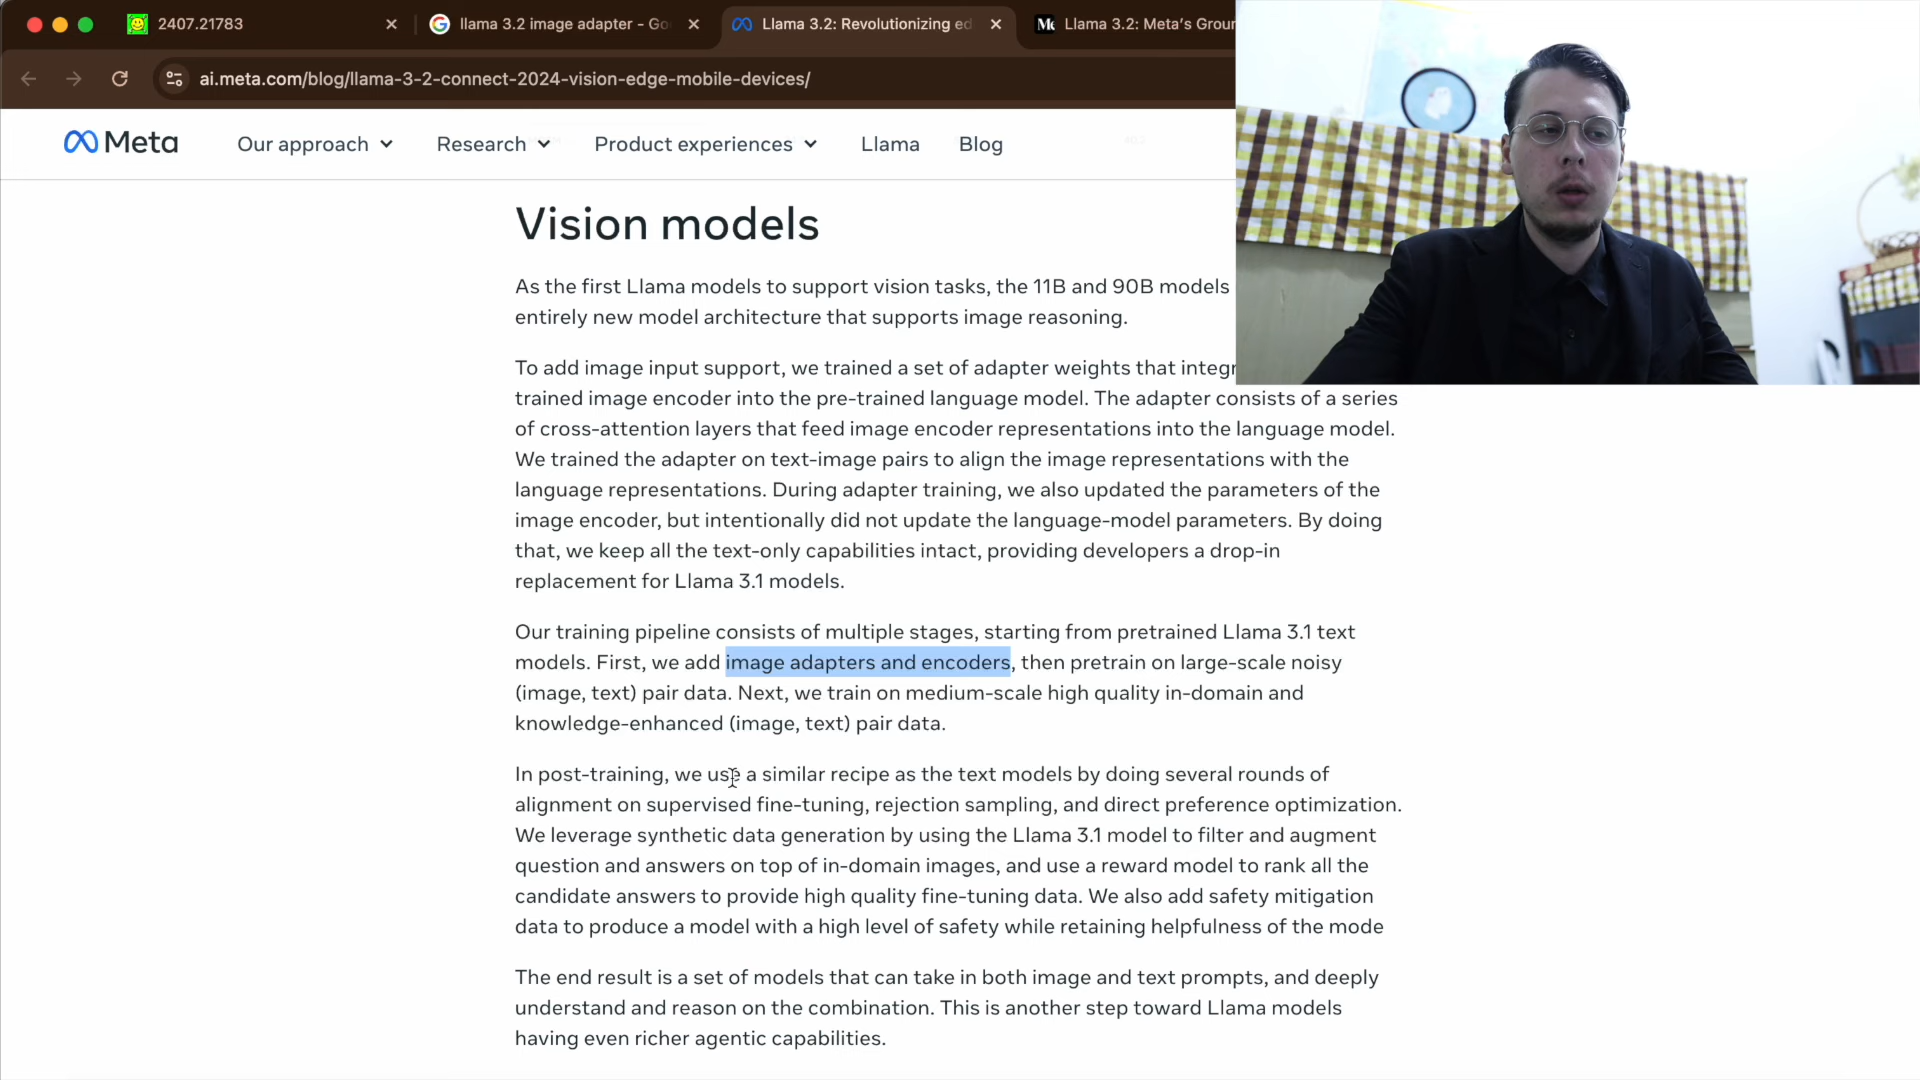 2407.21783
llama 3.2 image adapter - Go
Llama 3.2: Revolutionizing ed
Llama 3.2: Meta's Groun
ai.meta.com/blog/llama-3-2-connect-2024-vision-edge-mobile-devices/
Meta
Our approach
Research
Product experiences
Llama
Blog
Vision models
As the first Llama models to support vision tasks, the 11B and 90B models
entirely new model architecture that supports image reasoning.
To add image input support, we trained a set of adapter weights that integr
trained image encoder into the pre-trained language model. The adapter consists of a series
of cross-attention layers that feed image encoder representations into the language model.
We trained the adapter on text-image pairs to align the image representations with the
language representations. During adapter training, we also updated the parameters of the
image encoder, but intentionally did not update the language-model parameters. By doing
that, we keep all the text-only capabilities intact, providing developers a drop-in
replacement for Llama 3.1 models.
Our training pipeline consists of multiple stages, starting from pretrained Llama 3.1 text
models. First, we add image adapters and encoders, then pretrain on large-scale noisy
(image, text) pair data. Next, we train on medium-scale high quality in-domain and
knowledge-enhanced (image, text) pair data.
In post-training, we use a similar recipe as the text models by doing several rounds of
alignment on supervised fine-tuning, rejection sampling, and direct preference optimization.
We leverage synthetic data generation by using the Llama 3.1 model to filter and augment
question and answers on top of in-domain images, and use a reward model to rank all the
candidate answers to provide high quality fine-tuning data. We also add safety mitigation
data to produce a model with a high level of safety while retaining helpfulness of the mode
The end result is a set of models that can take in both image and text prompts, and deeply
understand and reason on the combination. This is another step toward Llama models
having even richer agentic capabilities.